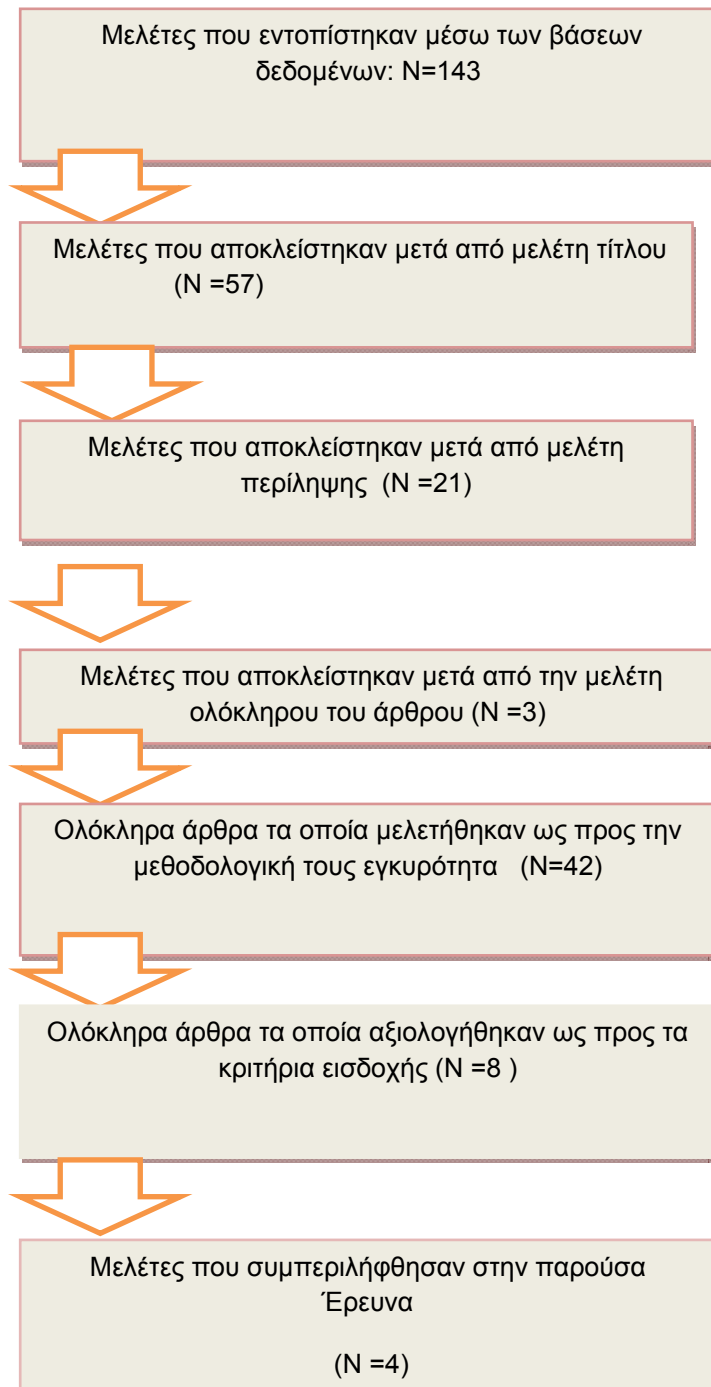 Μελέτες που εντοπίστηκαν μέσω των βάσεων
δεδομένων: N=143
Μελέτες που αποκλείστηκαν μετά από μελέτη τίτλου
(N =57)
Μελέτες που αποκλείστηκαν μετά από μελέτη
περίληψης (N =21)
Μελέτες που αποκλείστηκαν μετά από την μελέτη
ολόκληρου του άρθρου (N =3)
Ολόκληρα άρθρα τα οποία μελετήθηκαν ως προς την
μεθοδολογική τους εγκυρότητα (N=42)
Ολόκληρα άρθρα τα οποία αξιολογήθηκαν ως προς τα
κριτήρια εισδοχής (N =8 )
Μελέτες που συμπεριλήφθησαν στην παρούσα
Έρευνα
(N =4)